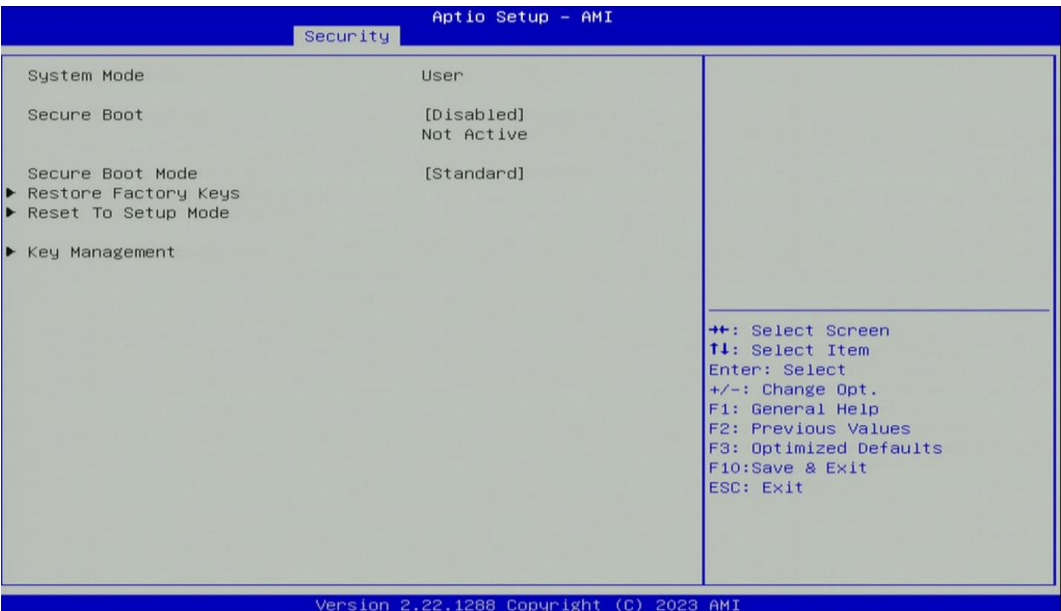 Aptio Setup – AMI
Security
System Mode User
Secure Boot [Disabled]
Not Active
Secure Boot Mode [Standard]
▶ Restore Factory Keys
▶ Reset To Setup Mode
▶ Key Management
→←: Select Screen
↑↓: Select Item
Enter: Select
+/-: Change Opt.
F1: General Help
F2: Previous Values
F3: Optimized Defaults
F10:Save & Exit
ESC: Exit
Version 2.22.1288 Copyright (C) 2023 AMI